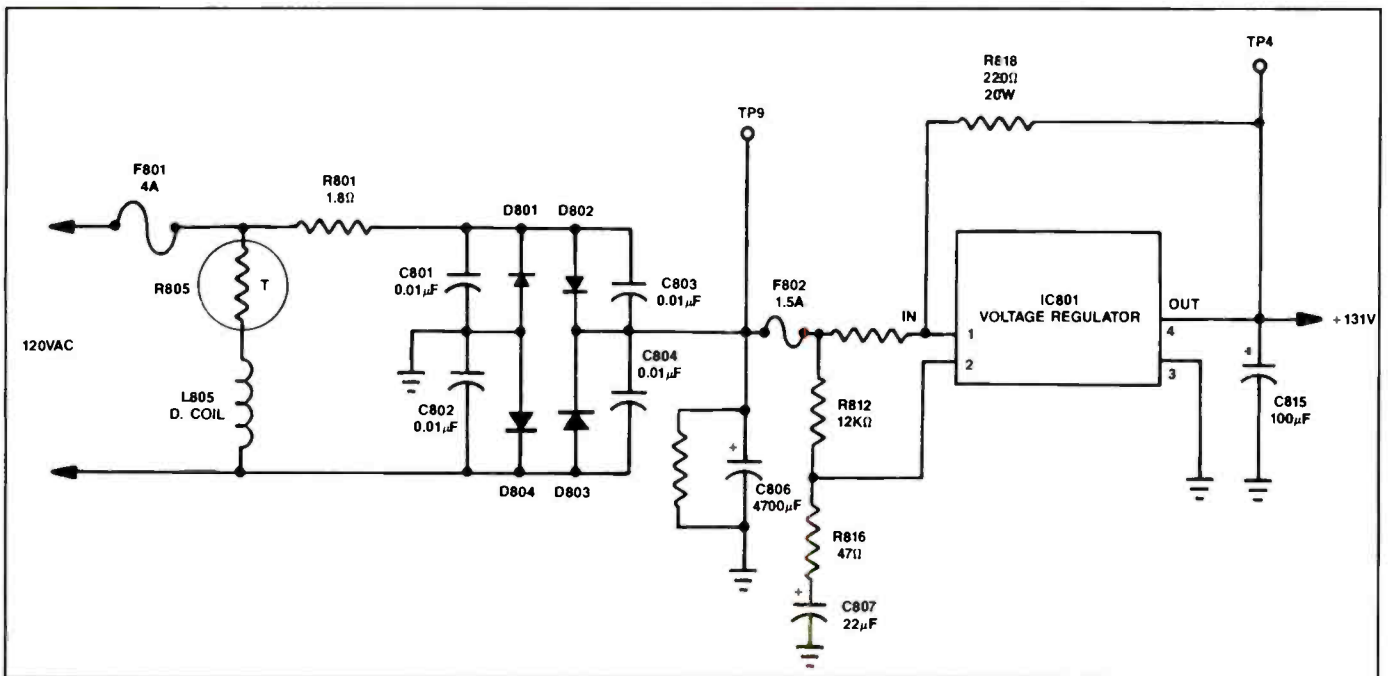 TP4
R818
220Ω
20W
TP9
F801
4A
R801
1.8Ω
D801
D802
C801
0.01µF
C803
0.01µF
R805
T
F802
1.5A
IN
1
2
IC801
VOLTAGE REGULATOR
OUT
4
3
+131V
120VAC
C804
0.01µF
L805
D. COIL
C802
0.01µF
R812
12KΩ
+
C815
100µF
D804
D803
+
C806
4700µF
R816
47Ω
+
C807
22µF